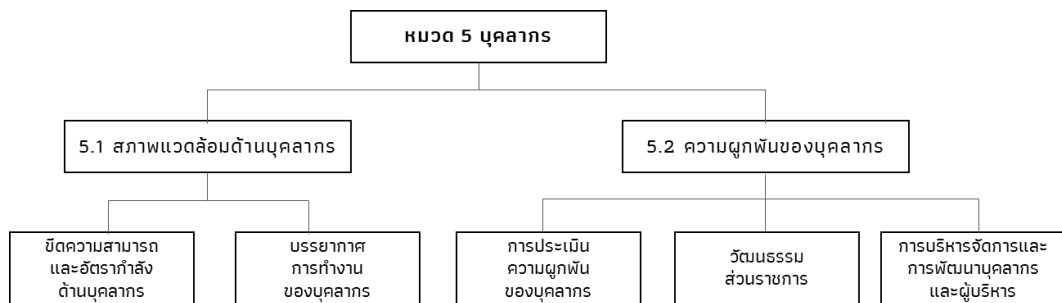 หมวด 5 บุคลากร
5.1 สภาพแวดล้อมด้านบุคลากร
5.2 ความผูกพันของบุคลากร
ขีดความสามารถ
และอัตรากำลัง
ด้านบุคลากร
บรรยากาศ
การทำงาน
ของบุคลากร
การประเมิน
ความผูกพัน
ของบุคลากร
วัฒนธรรม
ส่วนราชการ
การบริหารจัดการและ
การพัฒนาบุคลากร
และผู้บริหาร